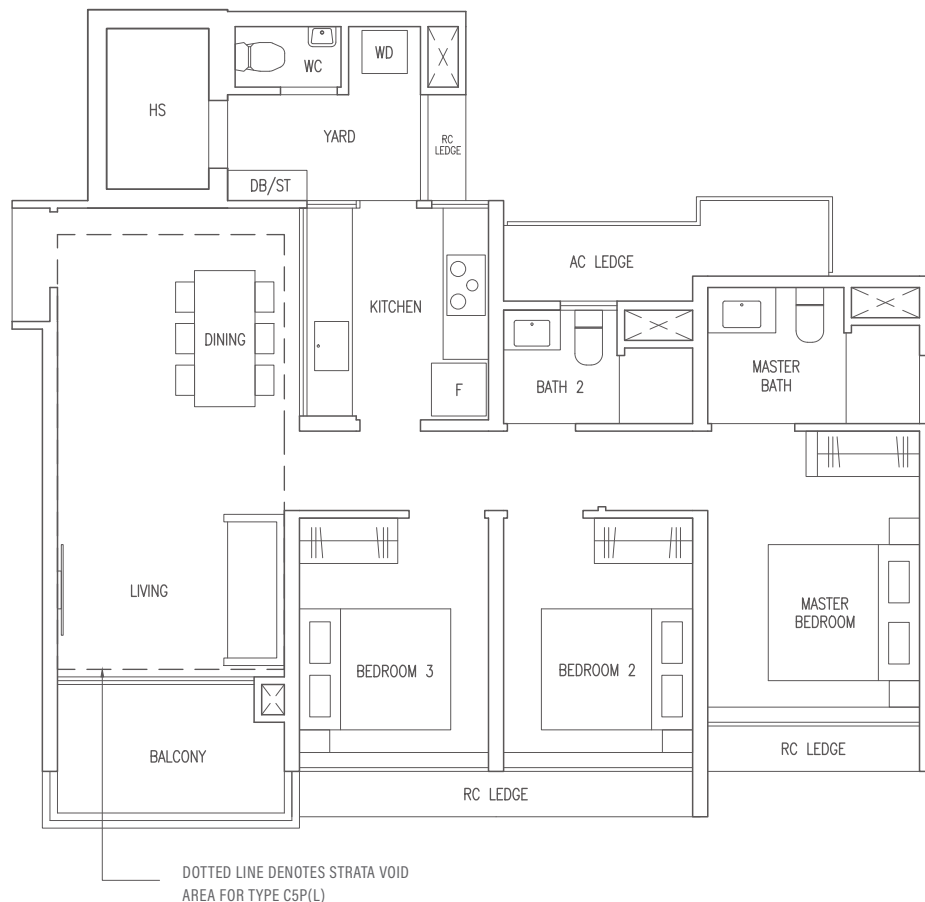 WC
WD
HS
YARD
RC
LEDGE
DB/ST
AC LEDGE
KITCHEN
DINING
F
BATH 2
MASTER
BATH
LIVING
MASTER
BEDROOM
BEDROOM 3
BEDROOM 2
BALCONY
RC LEDGE
RC LEDGE
DOTTED LINE DENOTES STRATA VOID
AREA FOR TYPE C5P(L)